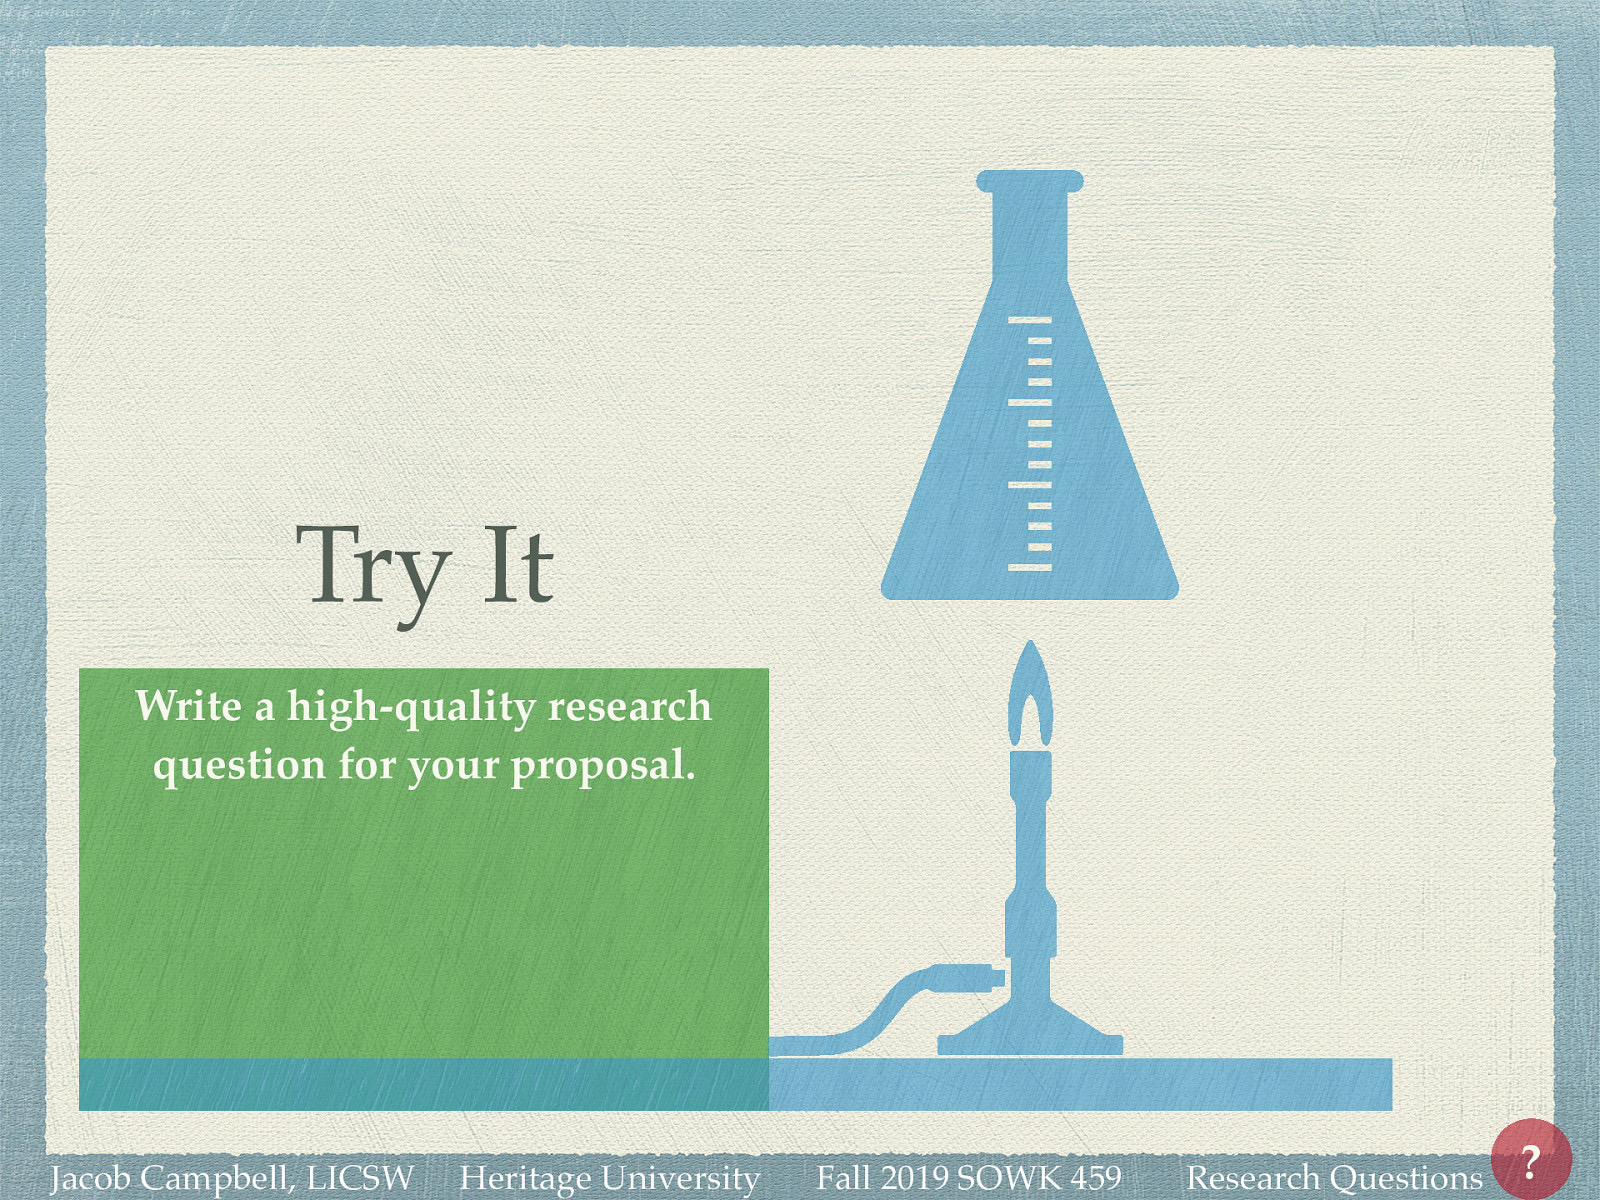 Try It
Write a high-quality research
question for your proposal.
Jacob Campbell, LICSW Heritage University Fall 2019 SOWK 459 Research Questions ?